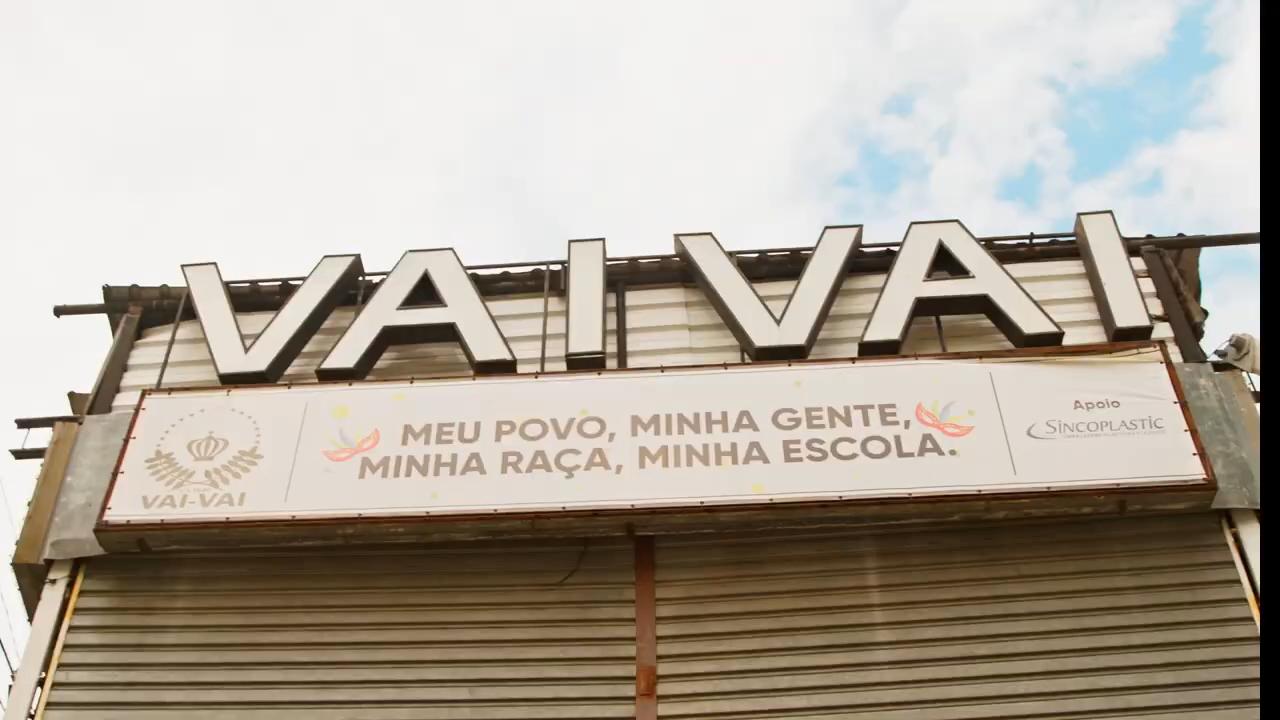 VAI VAI
MEU POVO, MINHA GENTE,
MINHA RAÇA, MINHA ESCOLA.
VAI-VAI
Apoio
SINCOPLASTIC